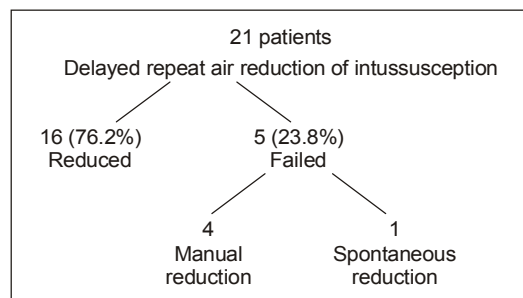 21 patients
Delayed repeat air reduction of intussusception
16 (76.2%) 5 (23.8%)
Reduced Failed
4 1
Manual Spontaneous
reduction reduction